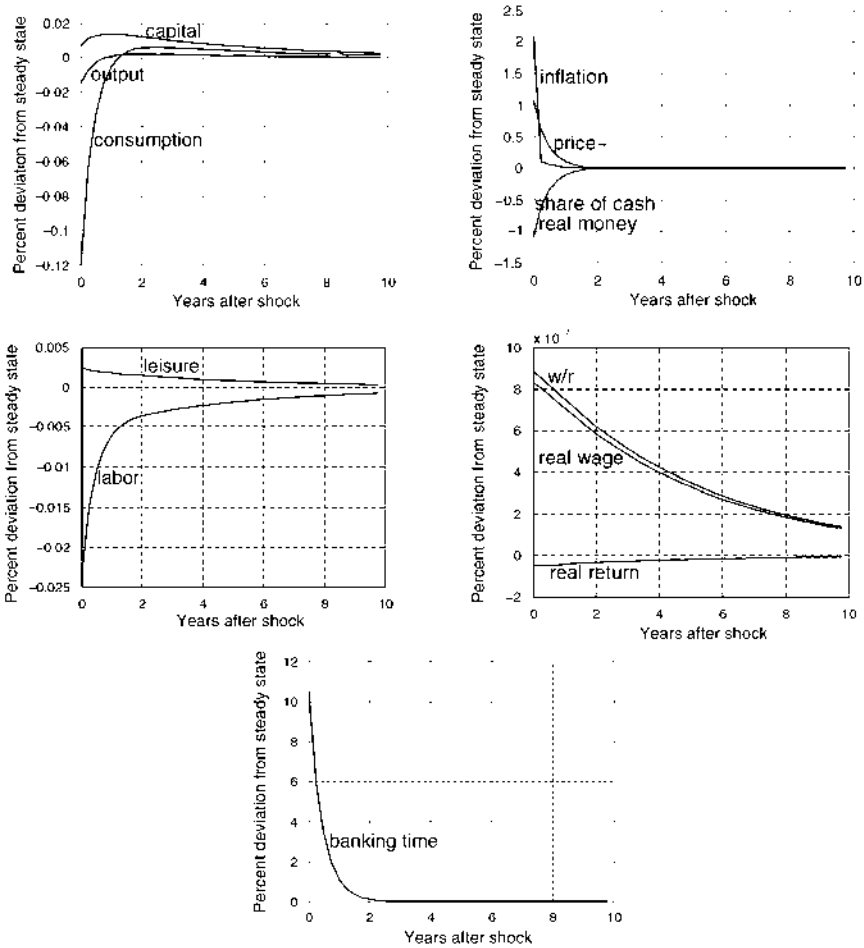 Percent deviation from steady state
0.02
0
−0.02
−0.04
−0.06
−0.08
−0.1
−0.12
capital
output
consumption
0 2 4 6 8 10
Years after shock
Percent deviation from steady state
2.5
2
1.5
1
0.5
0
−0.5
−1
−1.5
inflation
price
share of cash
real money
0 2 4 6 8 10
Years after shock
Percent deviation from steady state
0.005
0
−0.005
−0.01
−0.015
−0.02
−0.025
leisure
labor
0 2 4 6 8 10
Years after shock
Percent deviation from steady state
x 10
10
8
6
4
2
0
−2
w/r
real wage
real return
0 2 4 6 8 10
Years after shock
Percent deviation from steady state
12
10
8
6
4
2
0
banking time
0 2 4 6 8 10
Years after shock